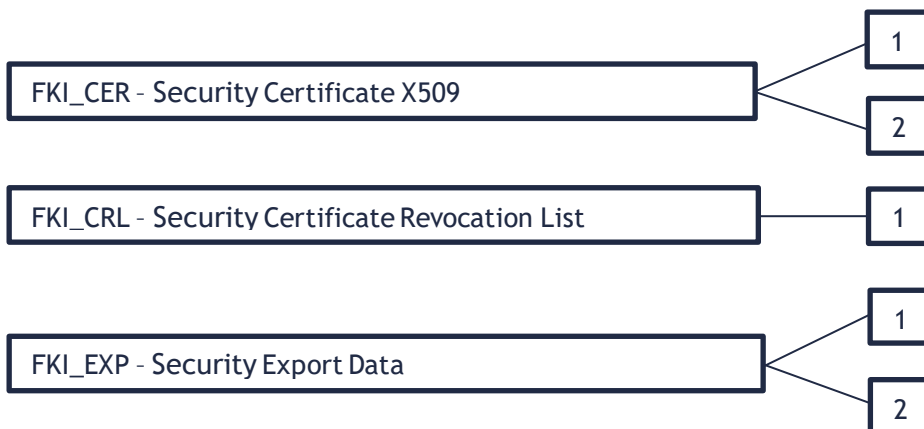 1
FKI_CER – Security Certificate X509
2
FKI_CRL – Security Certificate Revocation List
1
1
FKI_EXP – Security Export Data
2